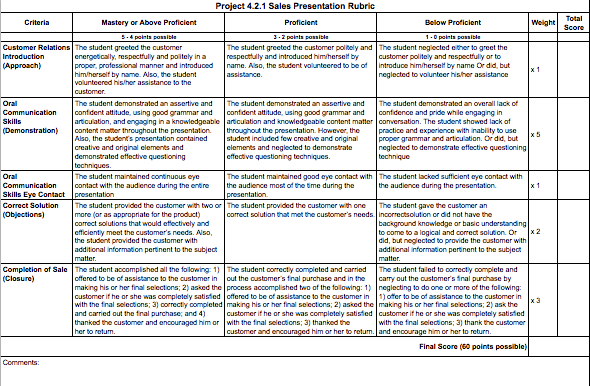 Project 4.2.1 Sales Presentation Rubric
Criteria
Mastery or Above Proficient
Proficient
Below Proficient
Weight
Total
Score
5 - 4 points possible
3 - 2 points possible
1 - 0 points possible
Customer Relations
Introduction
(Approach)
The student greeted the customer
energetically, respectfully and politely in a
proper, professional manner and introduced
him/herself by name. Also, the student
volunteered his/her assistance to the
customer.
The student greeted the customer politely and
respectfully and introduced him/herself by
name. Also, the student volunteered to be of
assistance.
The student neglected either to greet the
customer politely and respectfully or to
introduce him/herself by name Or did, but
neglected to volunteer his/her assistance
x 1
Oral
Communication
Skills
(Demonstration)
The student demonstrated an assertive and
confident attitude, using good grammar and
articulation, and engaging in a knowledgeable
content matter throughout the presentation.
Also, the student's presentation contained
creative and original elements and
demonstrated effective questioning
techniques.
The student demonstrated an assertive and
confident attitude, using good grammar and
articulation and knowledgeable content matter
throughout the presentation. However, the
student included few creative and original
elements and neglected to demonstrate
effective questioning techniques.
The student demonstrated an overall lack of
confidence and pride while engaging in
conversation. The student showed lack of
practice and experience with inability to use
proper grammar and articulation. Or did, but
neglected to demonstrate effective questioning
technique
x 5
Oral
Communication
Skills Eye Contact
The student maintained continuous eye
contact with the audience during the entire
presentation
The student maintained good eye contact with
the audience most of the time during the
presentation.
The student lacked sufficient eye contact with
the audience during the presentation.
x 1
Correct Solution
(Objections)
The student provided the customer with two or
more (or as appropriate for the product)
correct solutions that would effectively and
efficiently meet the customer's needs. Also,
the student provided the customer with
additional information pertinent to the subject
matter.
The student provided the customer with one
correct solution that met the customer's needs.
The student gave the customer an
incorrectsolution or did not have the
background knowledge or basic understanding
to come to a logical and correct solution. Or
did, but neglected to provide the customer with
additional information pertinent to the subject
matter.
x 2
Completion of Sale
(Closure)
The student accomplished all the following: 1)
offered to be of assistance to the customer in
making his or her final selections; 2) asked the
customer if he or she was completely satisfied
with the final selections; 3) correctly completed
and carried out the final purchase; and 4)
thanked the customer and encouraged him or
her to return.
The student correctly completed and carried
out the customer's final purchase and in the
process accomplished two of the following: 1)
offered to be of assistance to the customer in
making his or her final selections; 2) asked the
customer if he or she was completely satisfied
with the final selections; 3) thanked the
customer and encouraged him or her to return.
The student failed to correctly complete and
carry out the customer's final purchase by
neglecting to do one or more of the following:
1) offer to be of assistance to the customer in
making his or her final selections; 2) ask the
customer if he or she was completely satisfied
with the final selections; 3) thank the customer
and encourage him or her to return.
x 3
Final Score (60 points possible)
Comments: